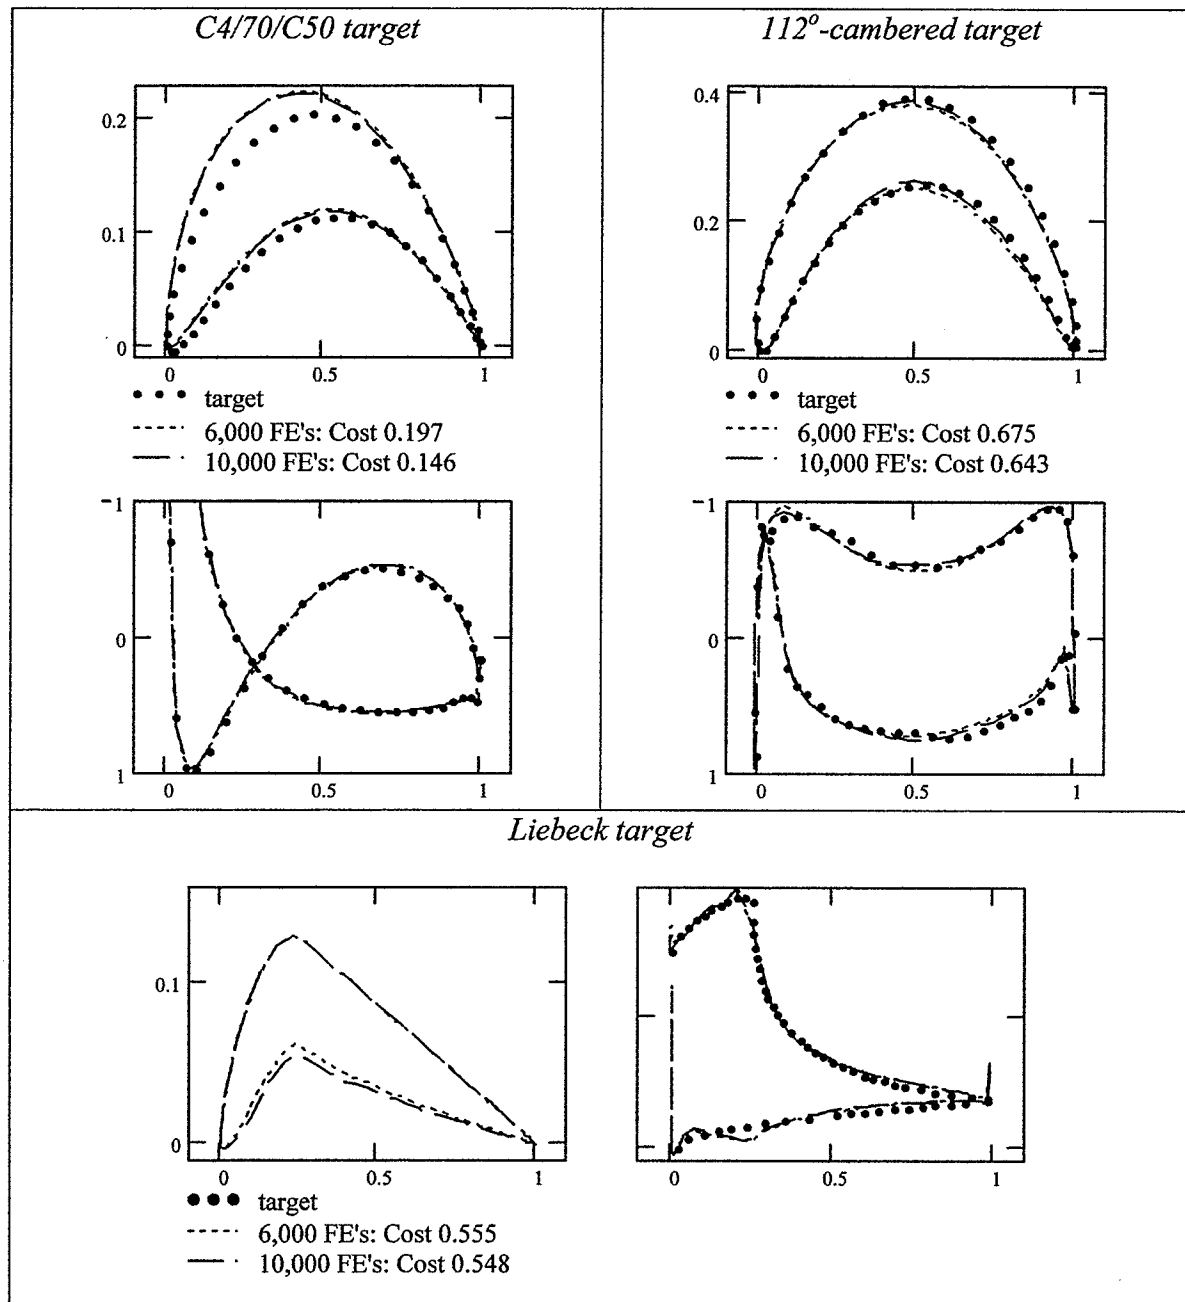 C4/70/C50 target
112°-cambered target
0.2
0.1
0
0 0.5 1
0.4
0.2
0
0 0.5 1
target
6,000 FE's: Cost 0.197
10,000 FE's: Cost 0.146
target
6,000 FE's: Cost 0.675
10,000 FE's: Cost 0.643
-1
0
1
0 0.5 1
-1
0
1
0 0.5 1
Liebeck target
0.1
0
0 0.5 1
0 0.5 1
target
6,000 FE's: Cost 0.555
10,000 FE's: Cost 0.548